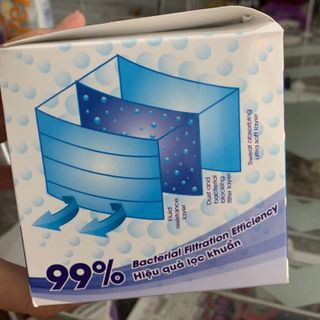 Sweat absorbing,
ultra soft layer
Dust and
bacterial
blocking
filter layer
Fluid
resistance
layer
99% Bacterial Filtration Efficiency
Hiệu quả lọc khuẩn